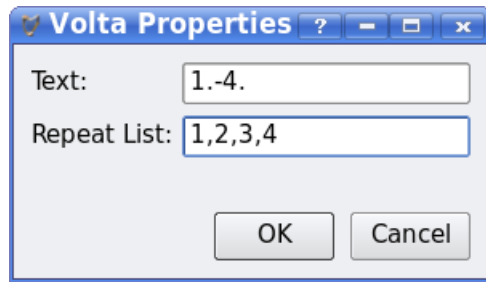 Volta Properties ?
Text: 1.-4.
Repeat List: 1,2,3,4
OK Cancel